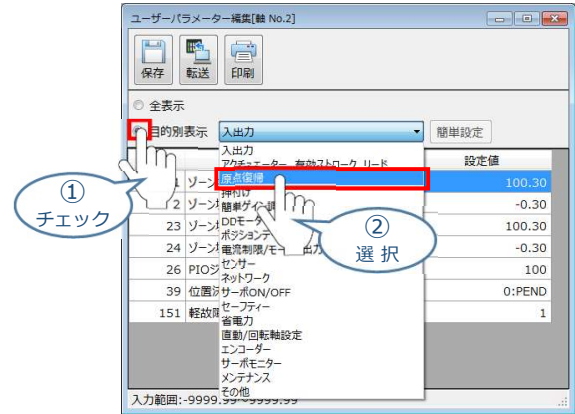 ユーザーパラメーター編集[軸 No.2]
保存 転送 印刷
全表示
目的別表示 入出力 簡単設定
入出力
アクチュエーター 有効ストローク リード
原点復帰
押付け
簡単ゲイン調
DDモータ
ポジションテ
電流制限/モー 出力
センサー
ネットワーク
サーボON/OFF
セーフティー
省電力
直動/回転軸設定
エンコーダー
サーボモニター
メンテナンス
その他
設定値
1 ゾーン 100.30
2 ゾーン -0.30
23 ゾーン 100.30
24 ゾーン -0.30
26 PIOジ 100
39 位置決 0:PEND
151 軽故障 1
入力範囲:-9999.99~9999.99
①
チェック
②
選択